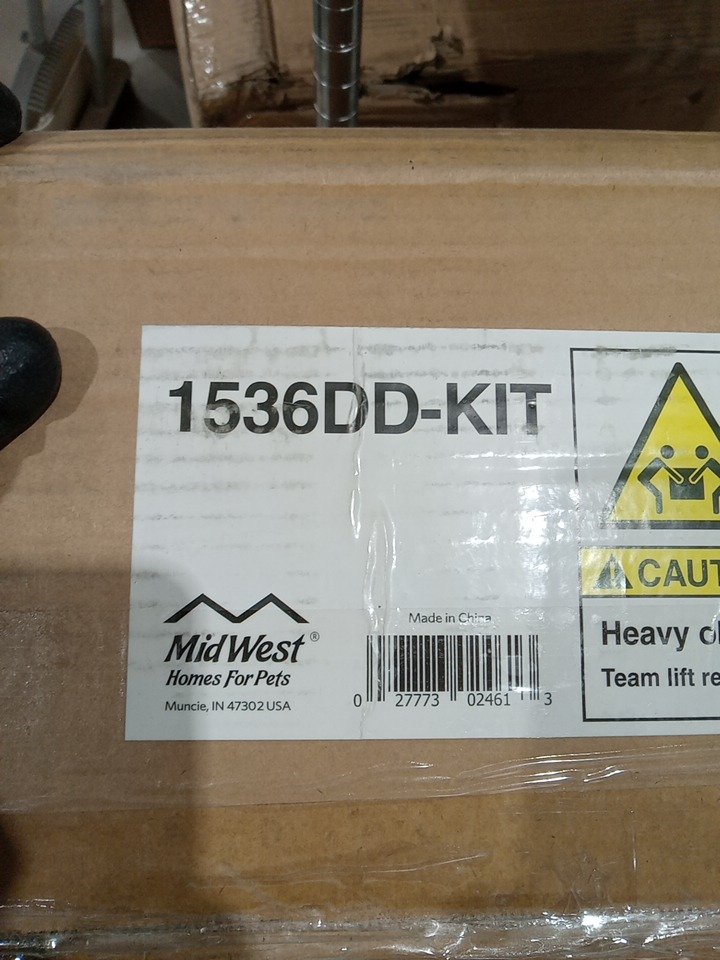 1536DD-KIT
MidWest®
Homes For Pets
Muncie, IN 47302 USA
Made in China
0 27773 02461 3
CAUT
Heavy o
Team lift re